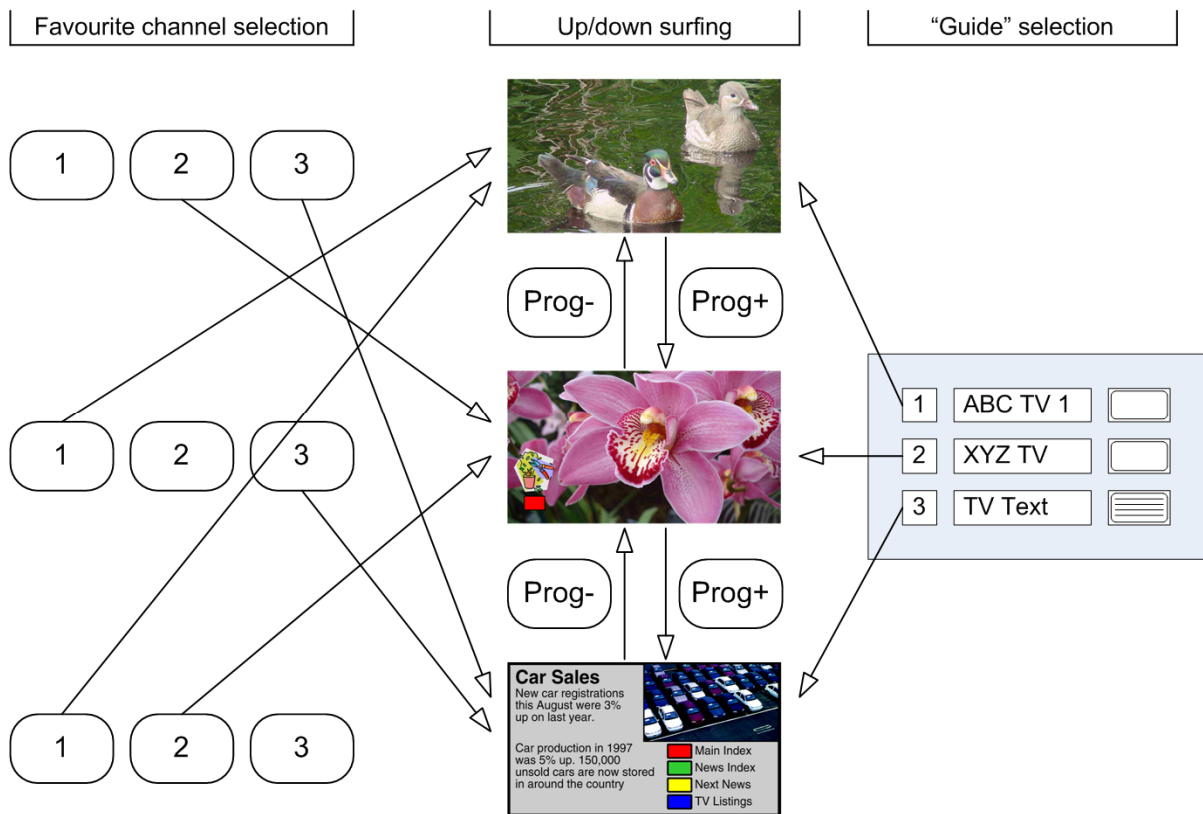 Favourite channel selection
Up/down surfing
“Guide” selection
1 2 3
Prog- Prog+
1 ABC TV 1
2 XYZ TV
3 TV Text
1 2 3
Prog- Prog+
Car Sales
New car registrations
this August were 3%
up on last year.
Car production in 1997
was 5% up. 150,000
unsold cars are now stored
in around the country
Main Index
News Index
Next News
TV Listings
1 2 3